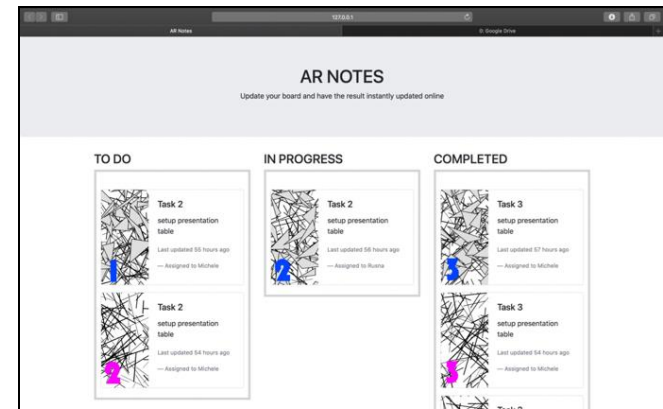 127.0.0.1
AR Notes
G: Google Drive
AR NOTES
Update your board and have the result instantly updated online
TO DO
1
Task 2
setup presentation
table
Last updated 55 hours ago
— Assigned to Michele
2
Task 2
setup presentation
table
Last updated 54 hours ago
— Assigned to Michele
IN PROGRESS
2
Task 2
setup presentation
table
Last updated 56 hours ago
— Assigned to Rusna
COMPLETED
3
Task 3
setup presentation
table
Last updated 57 hours ago
— Assigned to Michele
3
Task 3
setup presentation
table
Last updated 54 hours ago
— Assigned to Michele
Task 3